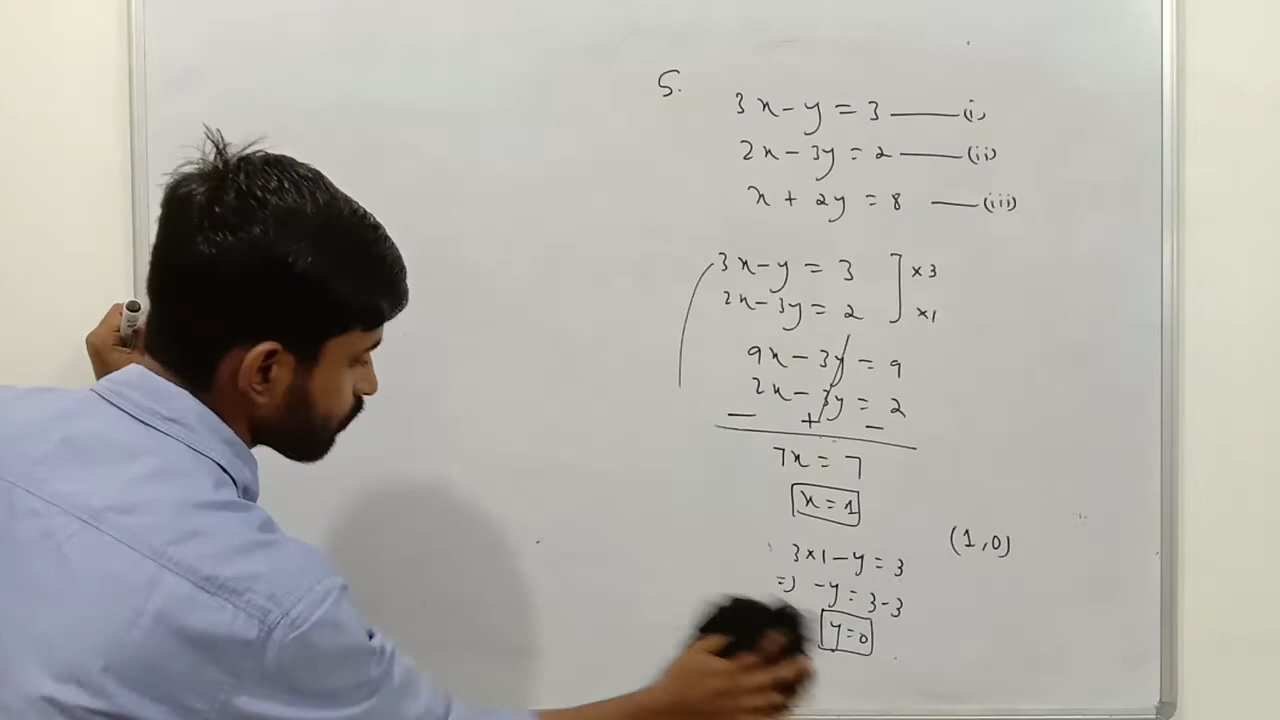 5.
3x - y = 3 —— (i)
2x - 3y = 2 —— (ii)
x + 2y = 8 —— (iii)
3x - y = 3 ] ×3
2x - 3y = 2 ] ×1
9x - 3y = 9
2x - 3y = 2
- + -
7x = 7
x = 1
3×1 - y = 3
(1,0)
=> -y = 3-3
y=0